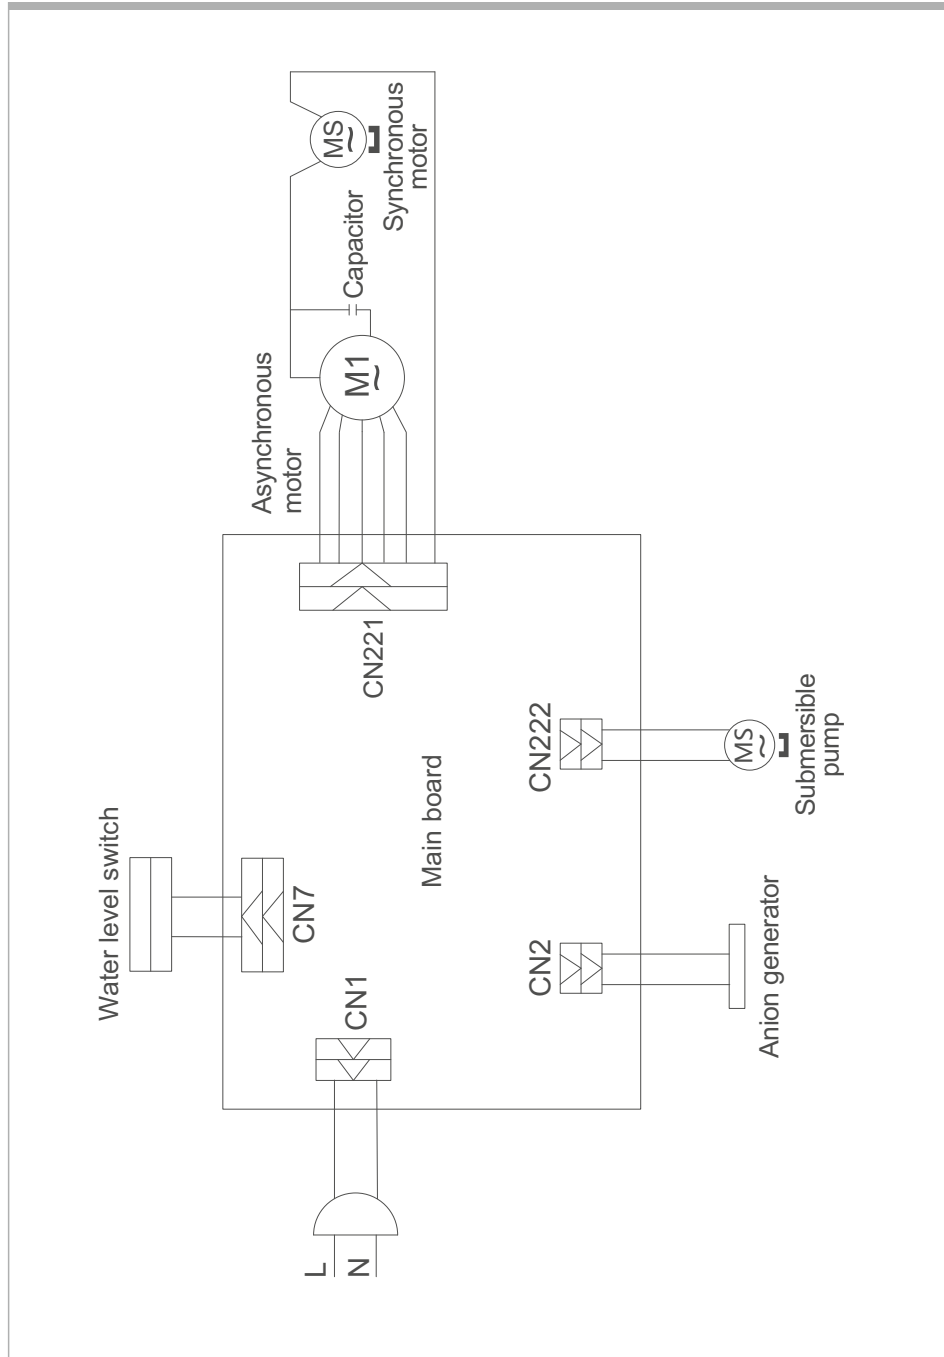 Water level switch
CN7
L
N
CN1
Main board
CN221
Asynchronous
motor
M1
~
Capacitor
MS
~
Synchronous
motor
CN2
Anion generator
CN222
MS
~
Submersible
pump